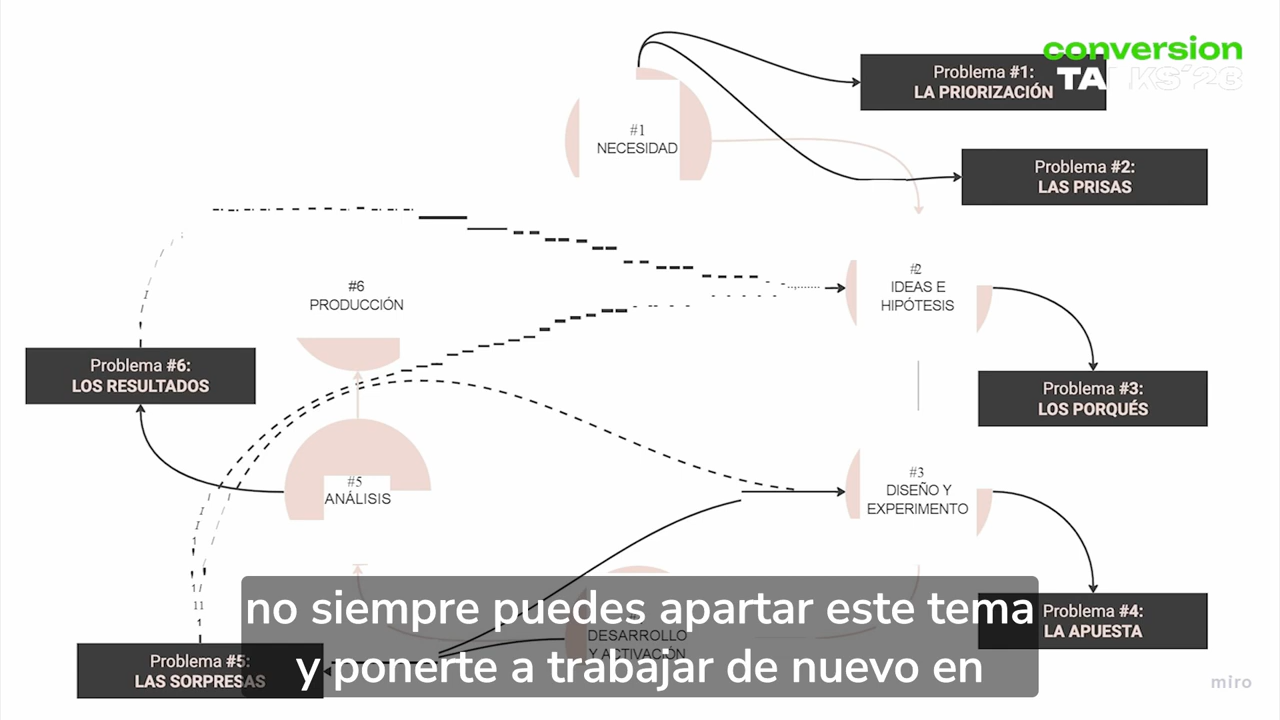 conversion
TALKS´23
Problema #1:
LA PRIORIZACIÓN
#1
NECESIDAD
Problema #2:
LAS PRISAS
#2
IDEAS E
HIPÓTESIS
#6
PRODUCCIÓN
Problema #6:
LOS RESULTADOS
Problema #3:
LOS PORQUÉS
#5
ANÁLISIS
#3
DISEÑO Y
EXPERIMENTO
Problema #4:
LA APUESTA
DESARROLLO
Y ACTIVACIÓN
Problema #5:
LAS SORPRESAS
no siempre puedes apartar este tema
y ponerte a trabajar de nuevo en
miro